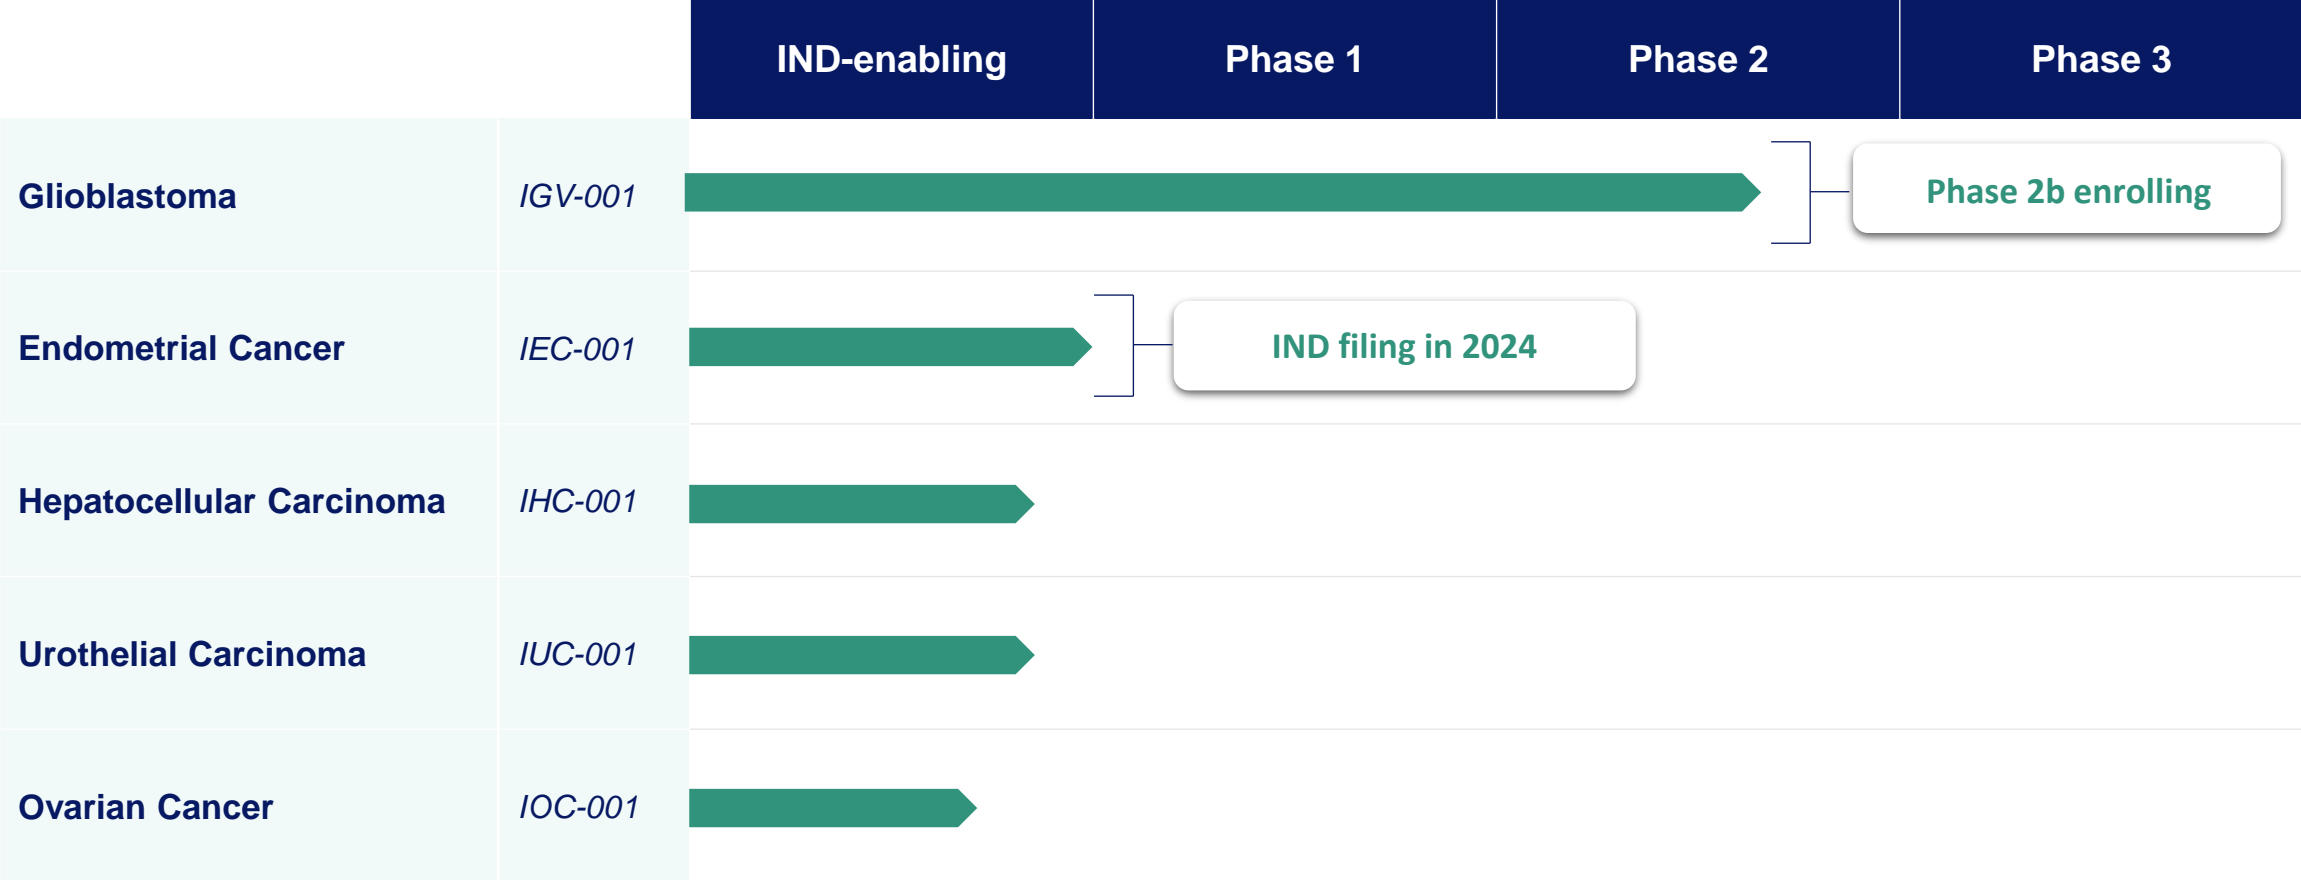 IND-enabling
Phase 1
Phase 2
Phase 3
Glioblastoma
IGV-001
Phase 2b enrolling
Endometrial Cancer
IEC-001
IND filing in 2024
Hepatocellular Carcinoma
IHC-001
Urothelial Carcinoma
IUC-001
Ovarian Cancer
IOC-001